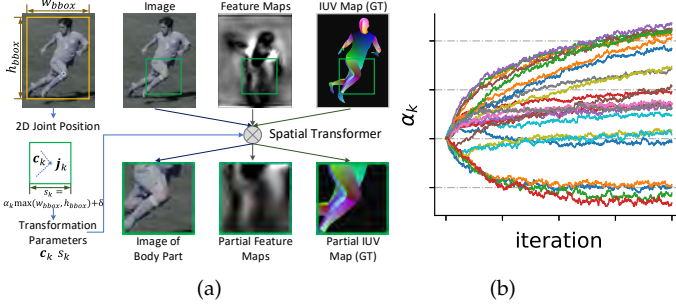 w_bbox
Image
Feature Maps
IUV Map (GT)
h_bbox
2D Joint Position
Spatial Transformer
c_k
j_k
s_k =
α_k max(w_bbox, h_bbox)+δ
Transformation
Parameters
c_k s_k
Image of
Body Part
Partial Feature
Maps
Partial IUV
Map (GT)
(a)
α_k
iteration
(b)